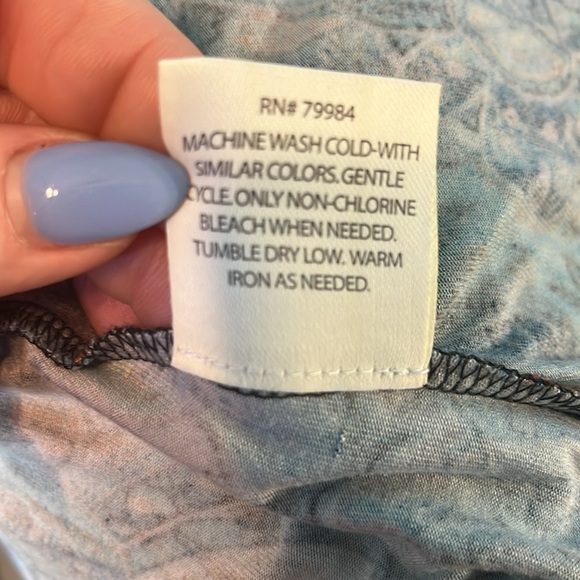 RN# 79984
MACHINE WASH COLD-WITH
SIMILAR COLORS. GENTLE
CYCLE. ONLY NON-CHLORINE
BLEACH WHEN NEEDED.
TUMBLE DRY LOW. WARM
IRON AS NEEDED.